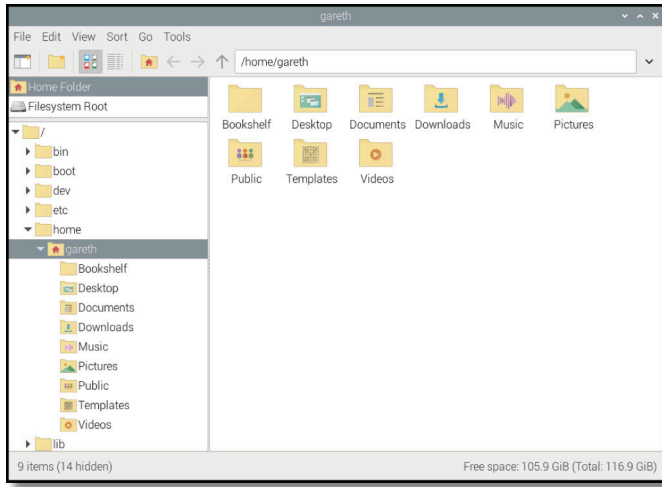 gareth
File Edit View Sort Go Tools
/home/gareth
Home Folder
Filesystem Root
/
bin
boot
dev
etc
home
gareth
Bookshelf
Desktop
Documents
Downloads
Music
Pictures
Public
Templates
Videos
lib
Bookshelf Desktop Documents Downloads Music Pictures
Public Templates Videos
9 items (14 hidden)
Free space: 105.9 GiB (Total: 116.9 GiB)